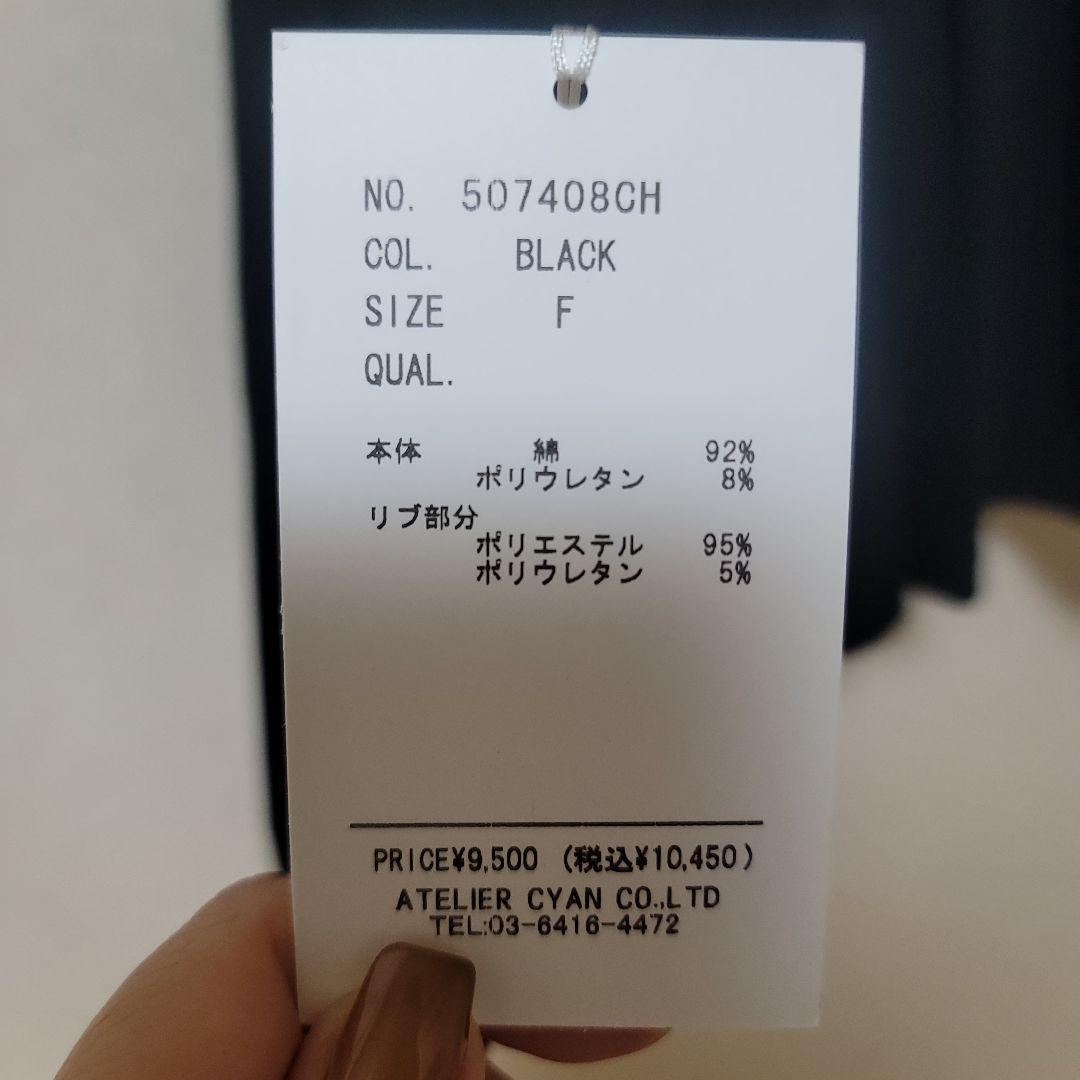 NO. 507408CH
COL. BLACK
SIZE F
QUAL.
本体 綿 92%
ポリウレタン 8%
リブ部分
ポリエステル 95%
ポリウレタン 5%
PRICE¥9,500 (税込¥10,450)
ATELIER CYAN CO.,LTD
TEL:03-6416-4472